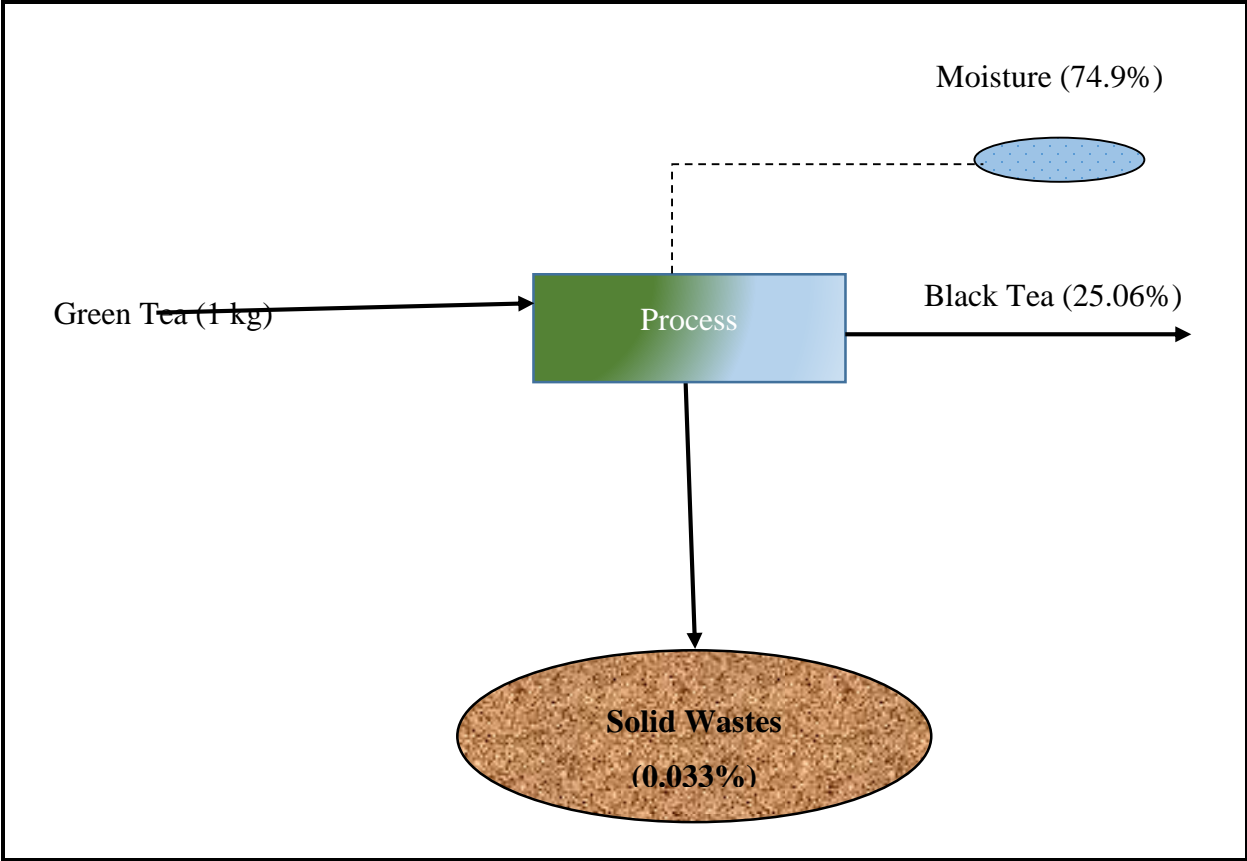 Moisture (74.9%)
Green Tea (1 kg)
Process
Black Tea (25.06%)
Solid Wastes
(0.033%)